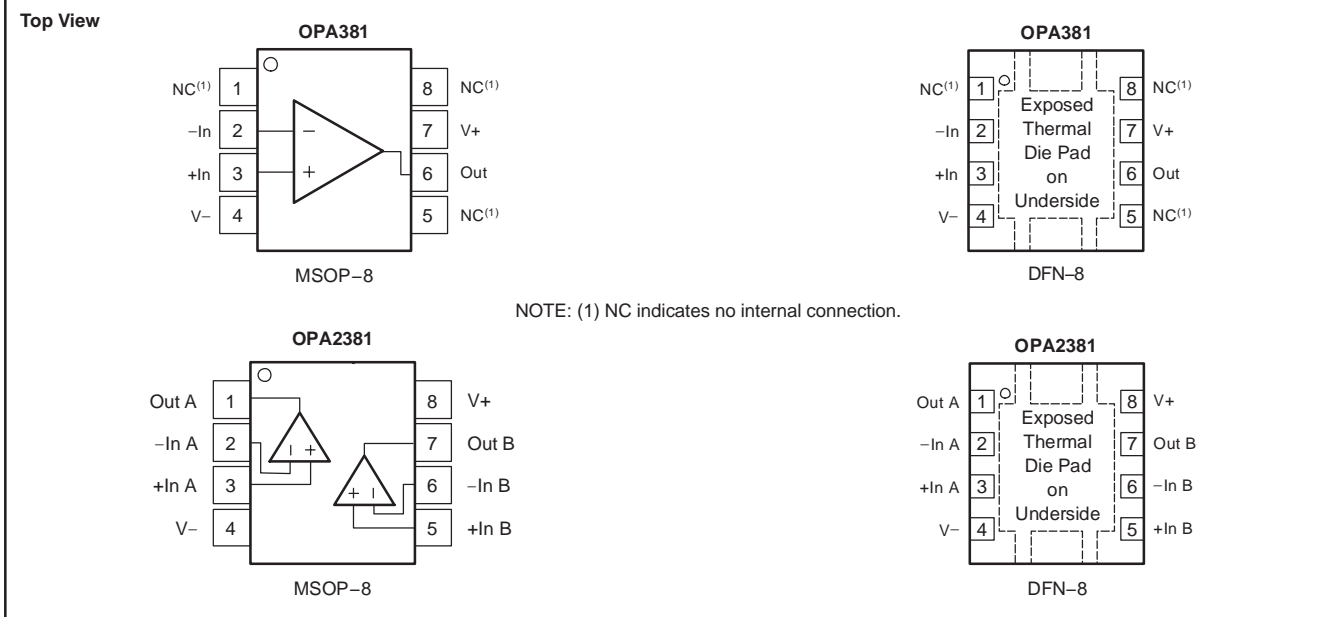 Top View
OPA381
NC(1) 1
8 NC(1)
−In 2
−
7 V+
+In 3
+
6 Out
V− 4
5 NC(1)
MSOP−8
OPA381
NC(1) 1
8 NC(1)
−In 2
7 V+
+In 3
6 Out
V− 4
5 NC(1)
Exposed
Thermal
Die Pad
on
Underside
DFN−8
NOTE: (1) NC indicates no internal connection.
OPA2381
Out A 1
8 V+
−In A 2
− +
7 Out B
+In A 3
+ −
6 −In B
V− 4
5 +In B
MSOP−8
OPA2381
Out A 1
8 V+
−In A 2
7 Out B
+In A 3
6 −In B
V− 4
5 +In B
Exposed
Thermal
Die Pad
on
Underside
DFN−8